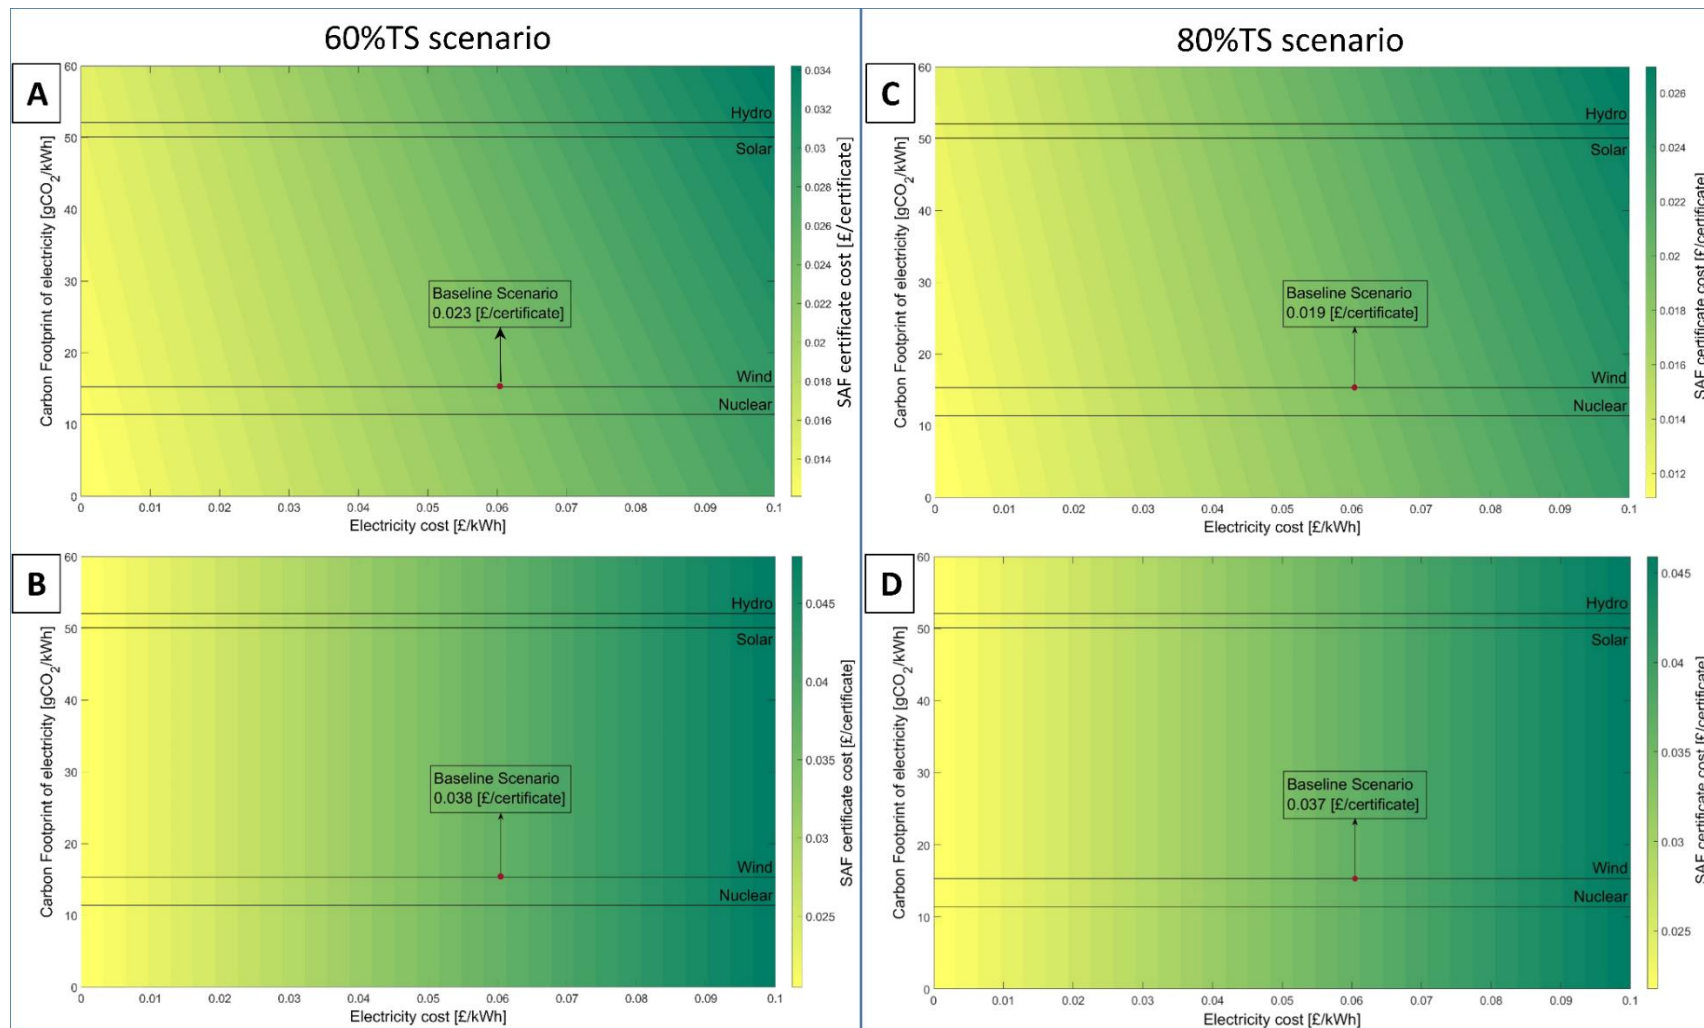 60%TS scenario
80%TS scenario
A
60
50
40
30
20
10
0
Carbon Footprint of electricity [gCO2/kWh]
Hydro
Solar
Baseline Scenario
0.023 [£/certificate]
Wind
Nuclear
0 0.01 0.02 0.03 0.04 0.05 0.06 0.07 0.08 0.09 0.1
Electricity cost [£/kWh]
0.034
0.032
0.03
0.028
0.026
0.024
0.022
0.02
0.018
0.016
0.014
SAF certificate cost [£/certificate]
C
60
50
40
30
20
10
0
Carbon Footprint of electricity [gCO2/kWh]
Hydro
Solar
Baseline Scenario
0.019 [£/certificate]
Wind
Nuclear
0 0.01 0.02 0.03 0.04 0.05 0.06 0.07 0.08 0.09 0.1
Electricity cost [£/kWh]
0.026
0.024
0.022
0.02
0.018
0.016
0.014
0.012
SAF certificate cost [£/certificate]
B
60
50
40
30
20
10
0
Carbon Footprint of electricity [gCO2/kWh]
Hydro
Solar
Baseline Scenario
0.038 [£/certificate]
Wind
Nuclear
0 0.01 0.02 0.03 0.04 0.05 0.06 0.07 0.08 0.09 0.1
Electricity cost [£/kWh]
0.045
0.04
0.035
0.03
0.025
SAF certificate cost [£/certificate]
D
60
50
40
30
20
10
0
Carbon Footprint of electricity [gCO2/kWh]
Hydro
Solar
Baseline Scenario
0.037 [£/certificate]
Wind
Nuclear
0 0.01 0.02 0.03 0.04 0.05 0.06 0.07 0.08 0.09 0.1
Electricity cost [£/kWh]
0.045
0.04
0.035
0.03
0.025
SAF certificate cost [£/certificate]